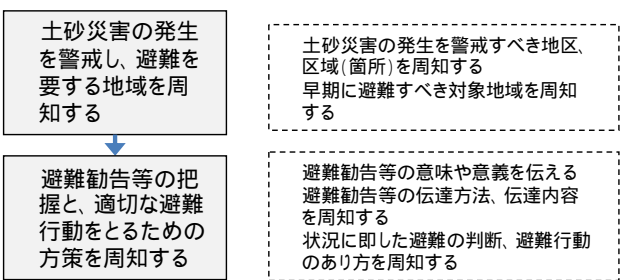 土砂災害の発生
を警戒し、避難を
要する地域を周
知する
土砂災害の発生を警戒すべき地区、
区域(箇所)を周知する
早期に避難すべき対象地域を周知
する
避難勧告等の把
握と、適切な避難
行動をとるための
方策を周知する
避難勧告等の意味や意義を伝える
避難勧告等の伝達方法、伝達内容
を周知する
状況に即した避難の判断、避難行動
のあり方を周知する